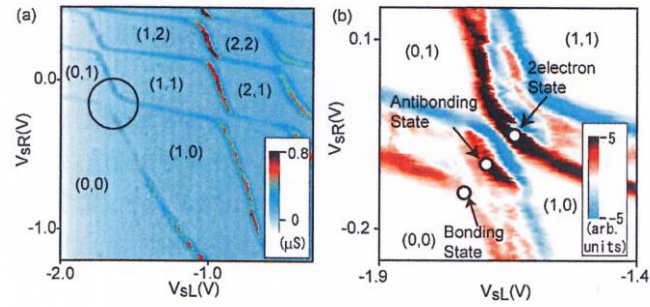 (a)
(1,2)
(2,2)
(0,1)
(1,1)
(2,1)
(1,0)
(0,0)
0.0
-1.0
VsR(V)
0.8
0
(μS)
-2.0
-1.0
VsL(V)
(b)
0.1
(0,1)
(1,1)
2electron
State
Antibonding
State
VsR(V)
5
-5
(arb.
units)
(1,0)
-0.2
(0,0)
Bonding
State
-1.9
-1.4
VsL(V)